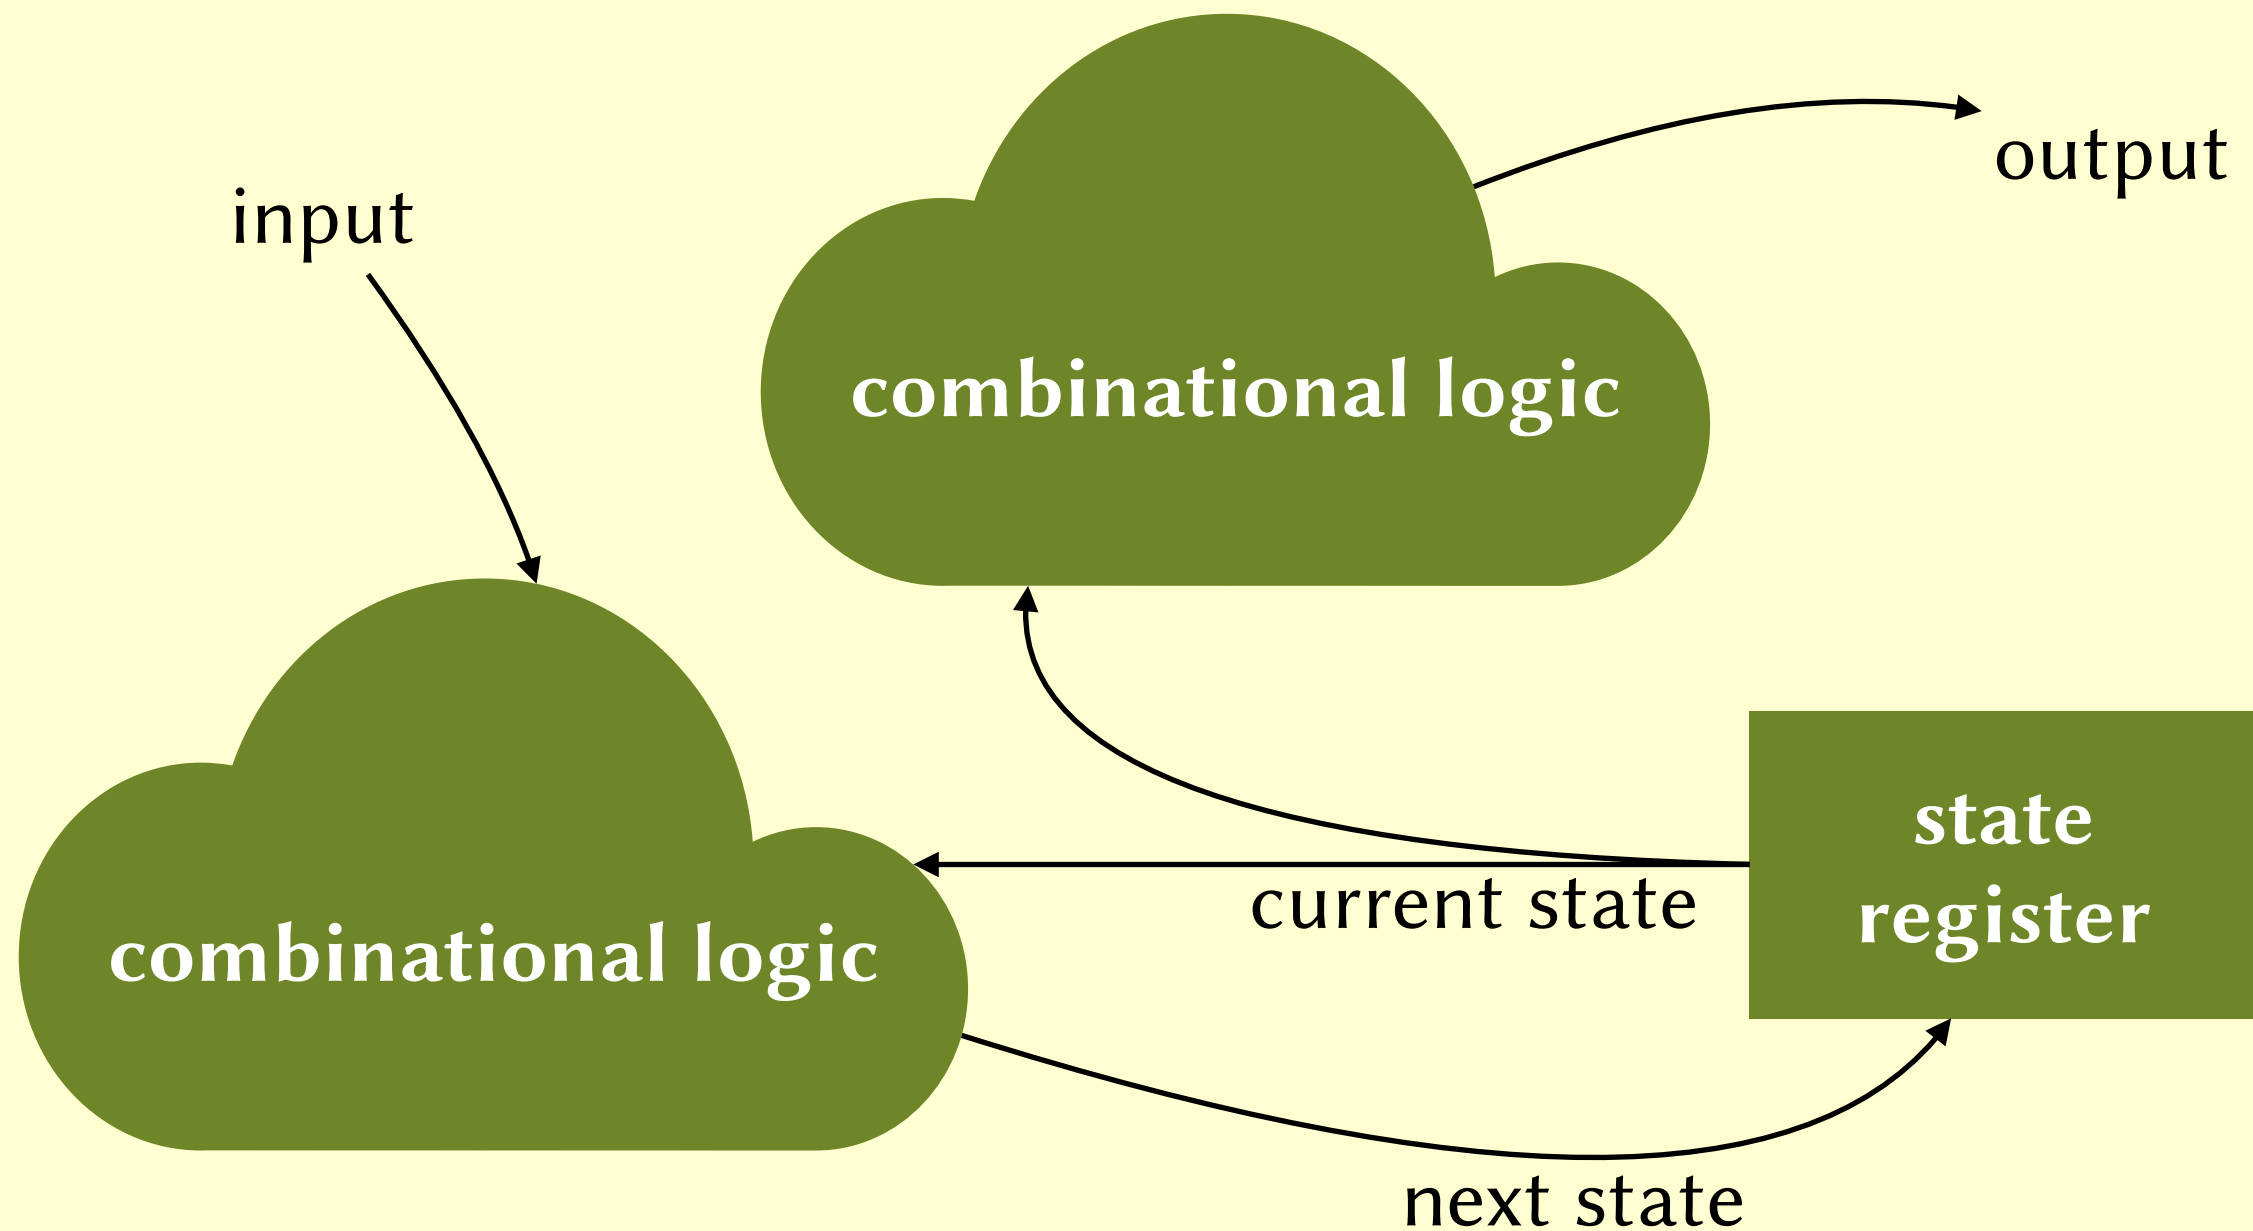 output
input
combinational logic
state
register
current state
combinational logic
next state